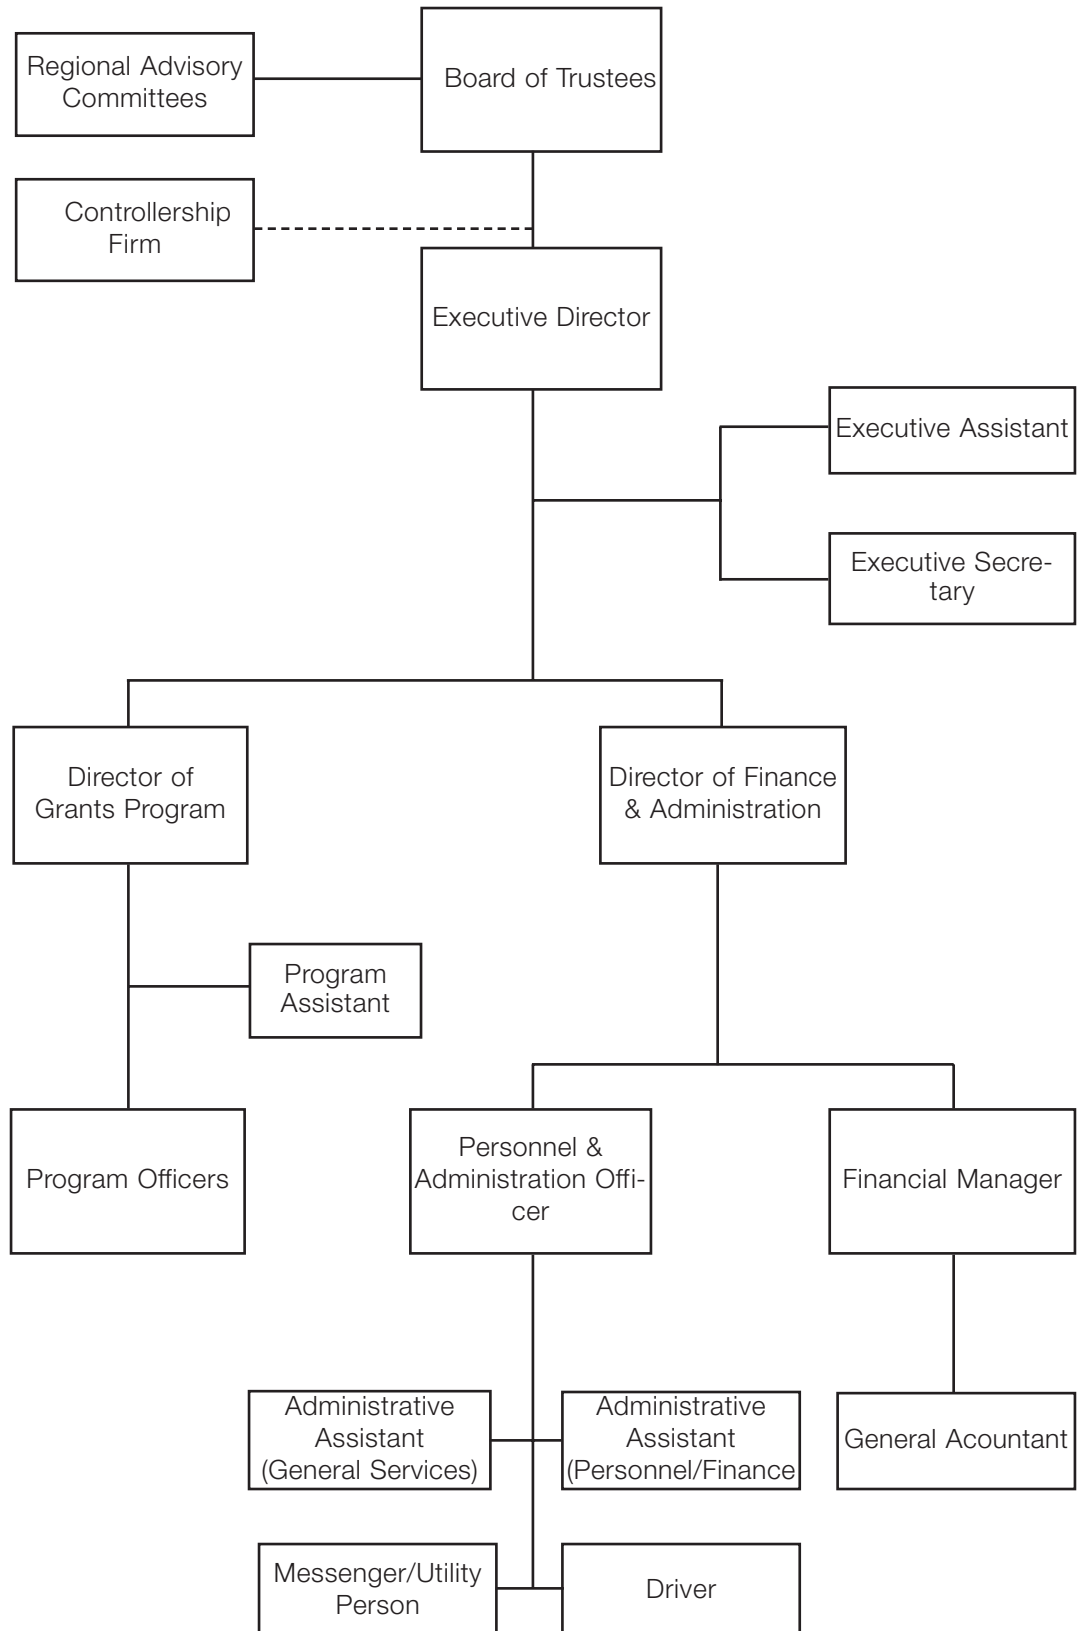 Regional Advisory
Committees
Board of Trustees
Controllership
Firm
Executive Director
Executive Assistant
Executive Secre-
tary
Director of
Grants Program
Director of Finance
& Administration
Program
Assistant
Program Officers
Personnel &
Administration Offi-
cer
Financial Manager
Administrative
Assistant
(General Services)
Administrative
Assistant
(Personnel/Finance
General Acountant
Messenger/Utility
Person
Driver